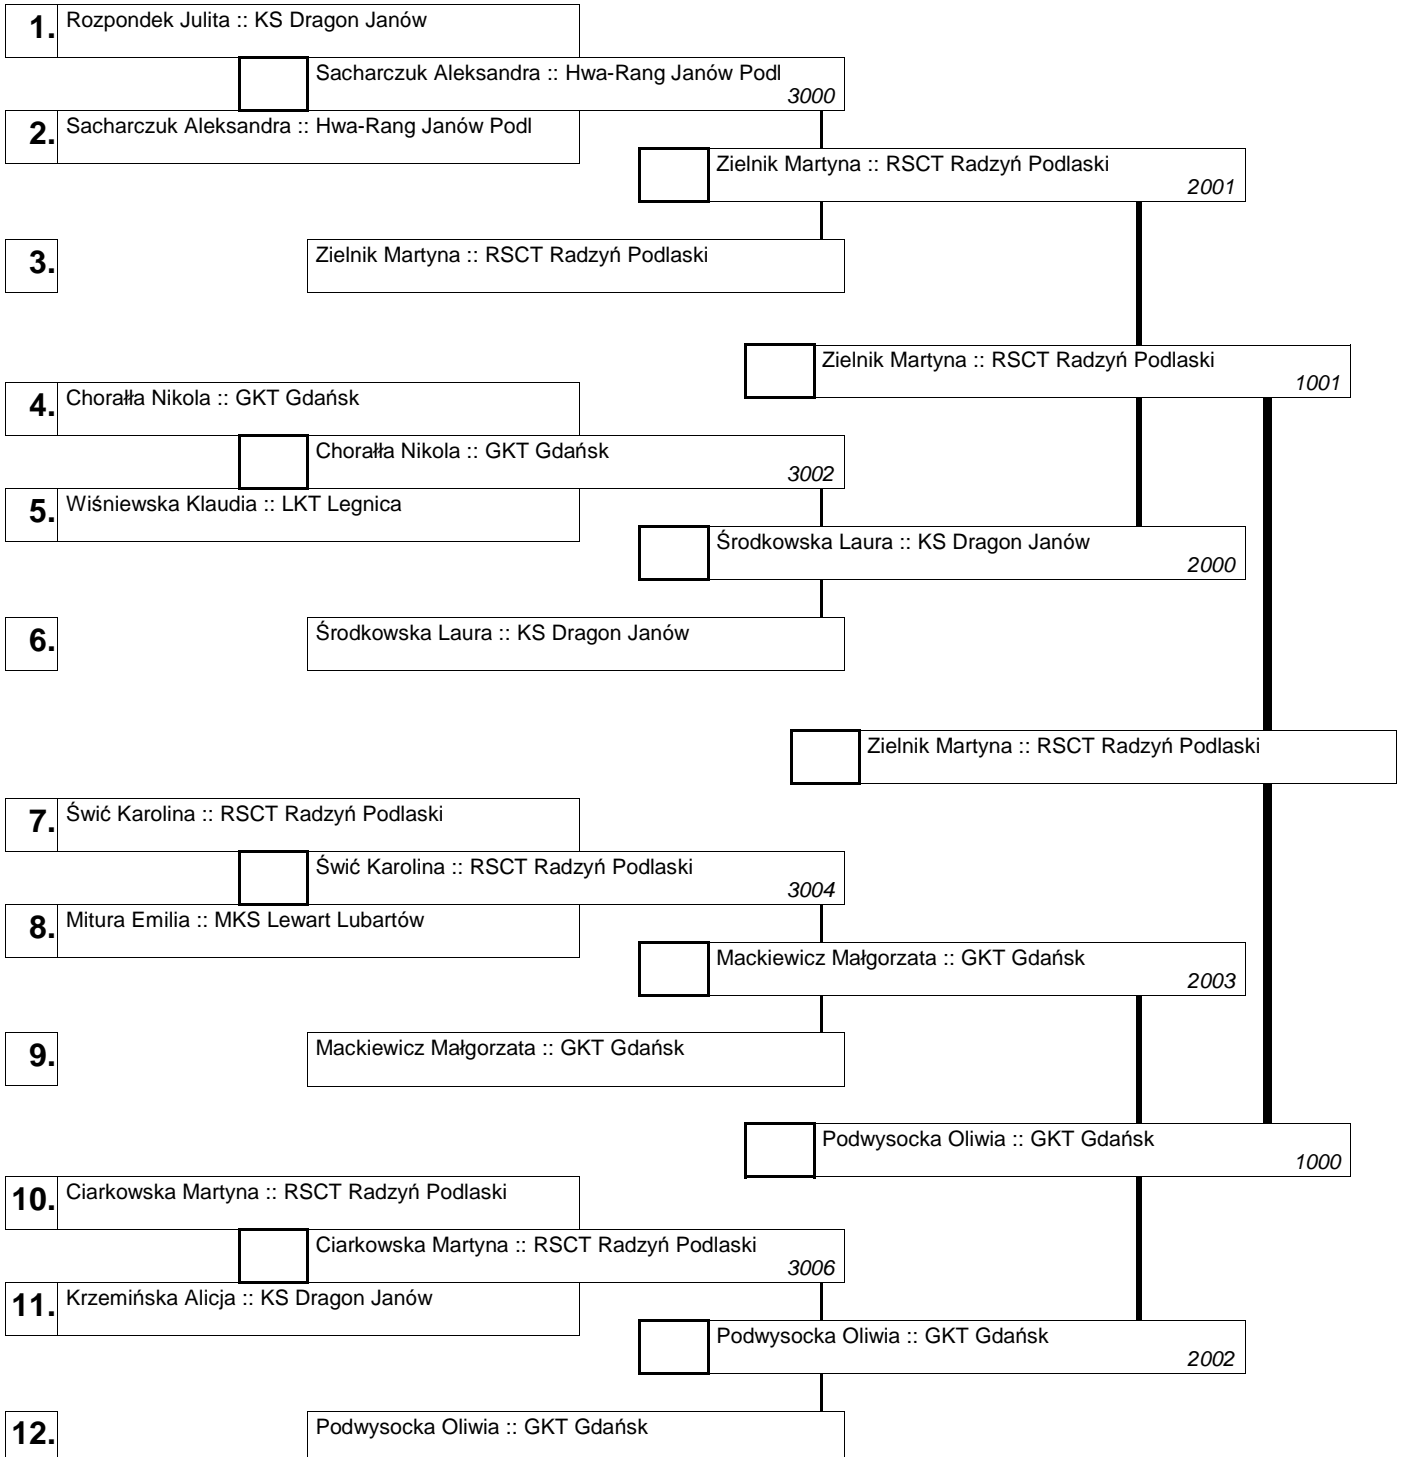 1. Rozpondek Julita :: KS Dragon Janów
Sacharczuk Aleksandra :: Hwa-Rang Janów Podl
3000
2. Sacharczuk Aleksandra :: Hwa-Rang Janów Podl
Zielnik Martyna :: RSCT Radzyń Podlaski
2001
3. Zielnik Martyna :: RSCT Radzyń Podlaski
Zielnik Martyna :: RSCT Radzyń Podlaski
1001
4. Chorałła Nikola :: GKT Gdańsk
Chorałła Nikola :: GKT Gdańsk
3002
5. Wiśniewska Klaudia :: LKT Legnica
Środkowska Laura :: KS Dragon Janów
2000
6. Środkowska Laura :: KS Dragon Janów
Zielnik Martyna :: RSCT Radzyń Podlaski
7. Świć Karolina :: RSCT Radzyń Podlaski
Świć Karolina :: RSCT Radzyń Podlaski
3004
8. Mitura Emilia :: MKS Lewart Lubartów
Mackiewicz Małgorzata :: GKT Gdańsk
2003
9. Mackiewicz Małgorzata :: GKT Gdańsk
Podwysocka Oliwia :: GKT Gdańsk
1000
10. Ciarkowska Martyna :: RSCT Radzyń Podlaski
Ciarkowska Martyna :: RSCT Radzyń Podlaski
3006
11. Krzemińska Alicja :: KS Dragon Janów
Podwysocka Oliwia :: GKT Gdańsk
2002
12. Podwysocka Oliwia :: GKT Gdańsk